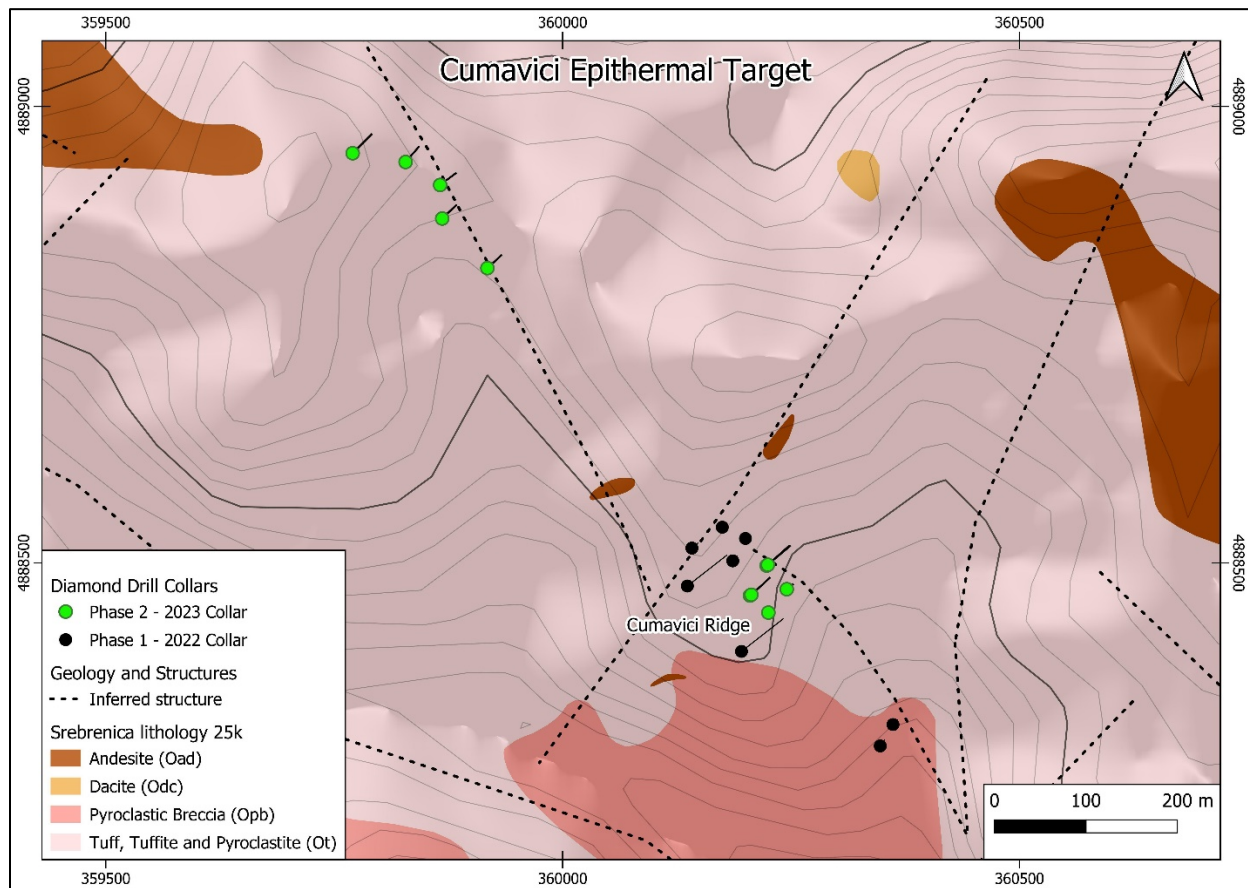 359500 360000 360500
Cumavici Epithermal Target
4889000 4889000
4888500 4888500
Cumavici Ridge
Diamond Drill Collars
Phase 2 - 2023 Collar
Phase 1 - 2022 Collar
Geology and Structures
Inferred structure
Srebrenica lithology 25k
Andesite (Oad)
Dacite (Odc)
Pyroclastic Breccia (Opb)
Tuff, Tuffite and Pyroclastite (Ot)
0 100 200 m
359500 360000 360500